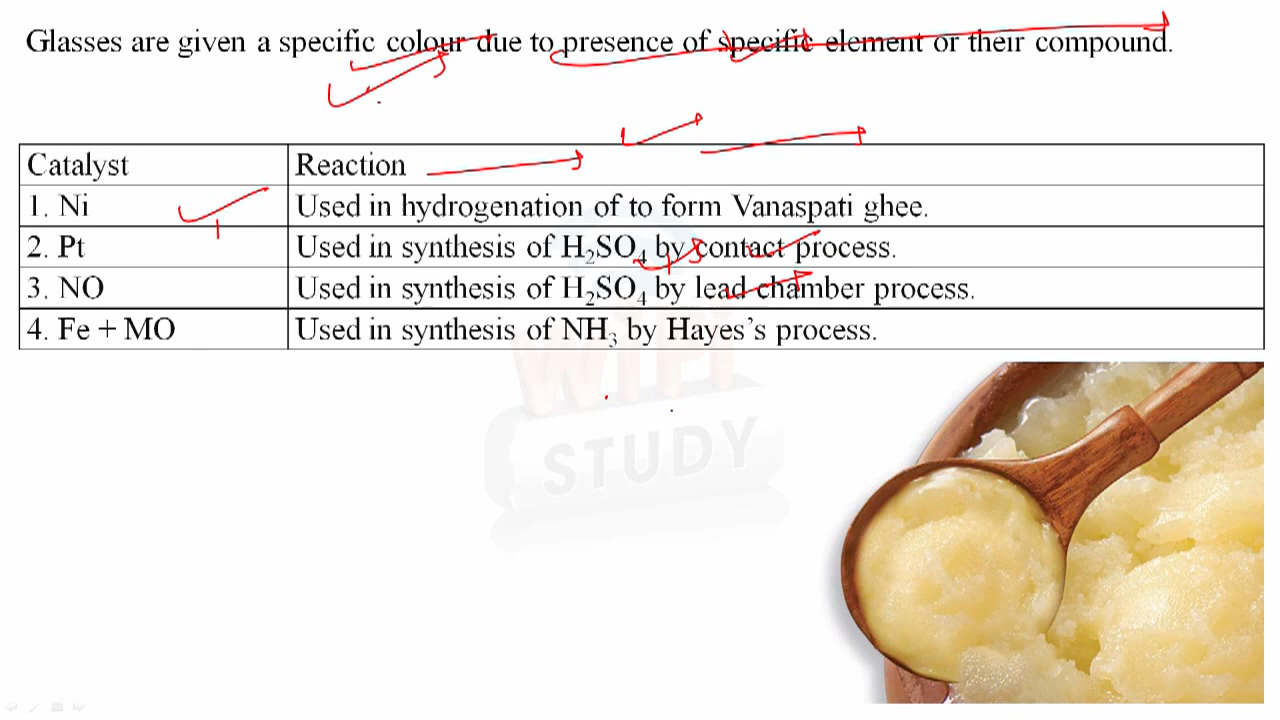 Glasses are given a specific colour due to presence of specific element or their compound.
Catalyst Reaction
1. Ni Used in hydrogenation of to form Vanaspati ghee.
2. Pt Used in synthesis of H₂SO₄ by contact process.
3. NO Used in synthesis of H₂SO₄ by lead chamber process.
4. Fe + MO Used in synthesis of NH₃ by Hayes's process.
WIFI
STUDY